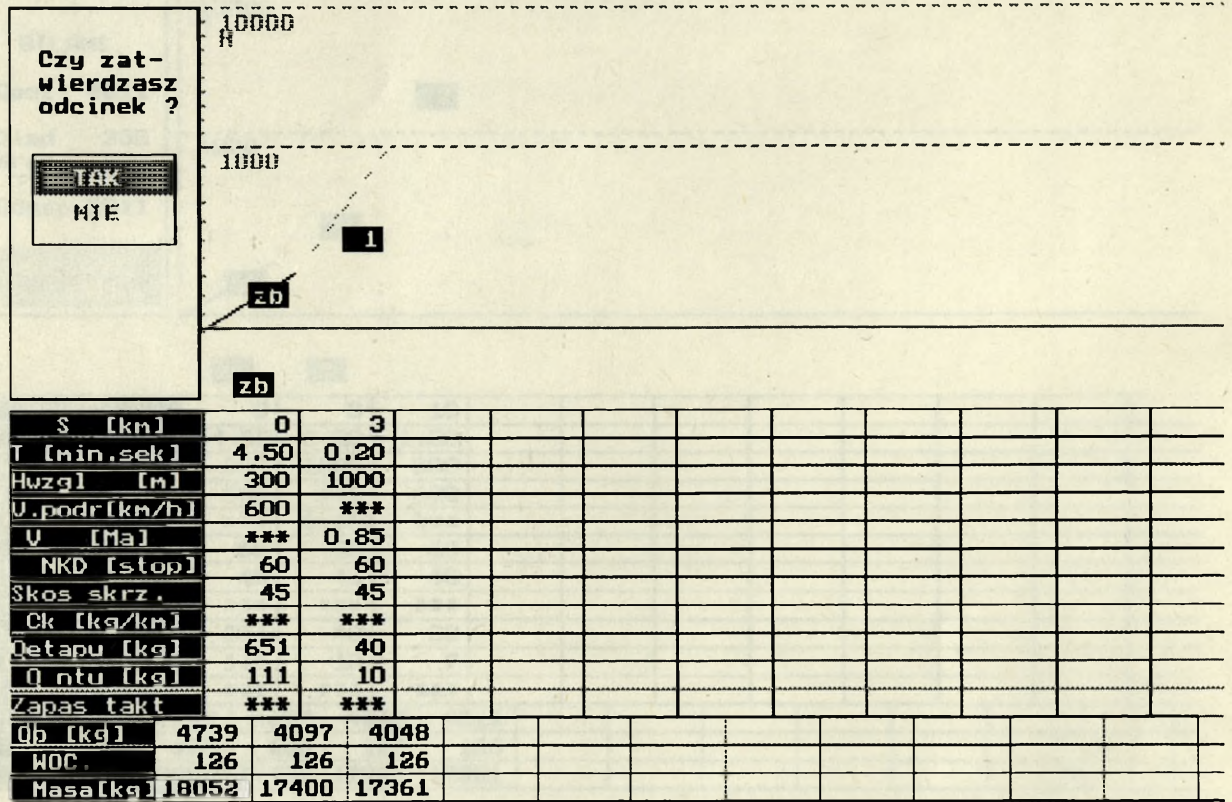 Czy zat-
wierdzasz
odcinek ?
TAK
NIE
10000
1000
1
zb
zb
S [km] 0 3
T [min.sek] 4.50 0.20
Hwzgl [m] 300 1000
V.podr[km/h] 600 ***
V [Ma] *** 0.85
NKD [stop] 60 60
Skos skrz. 45 45
Ck [kg/km] *** ***
Qetapu [kg] 651 40
Q ntu [kg] 111 10
Zapas takt *** ***
Qp [kg] 4739 4097 4048
WOC. 126 126 126
Masa[kg] 18052 17400 17361